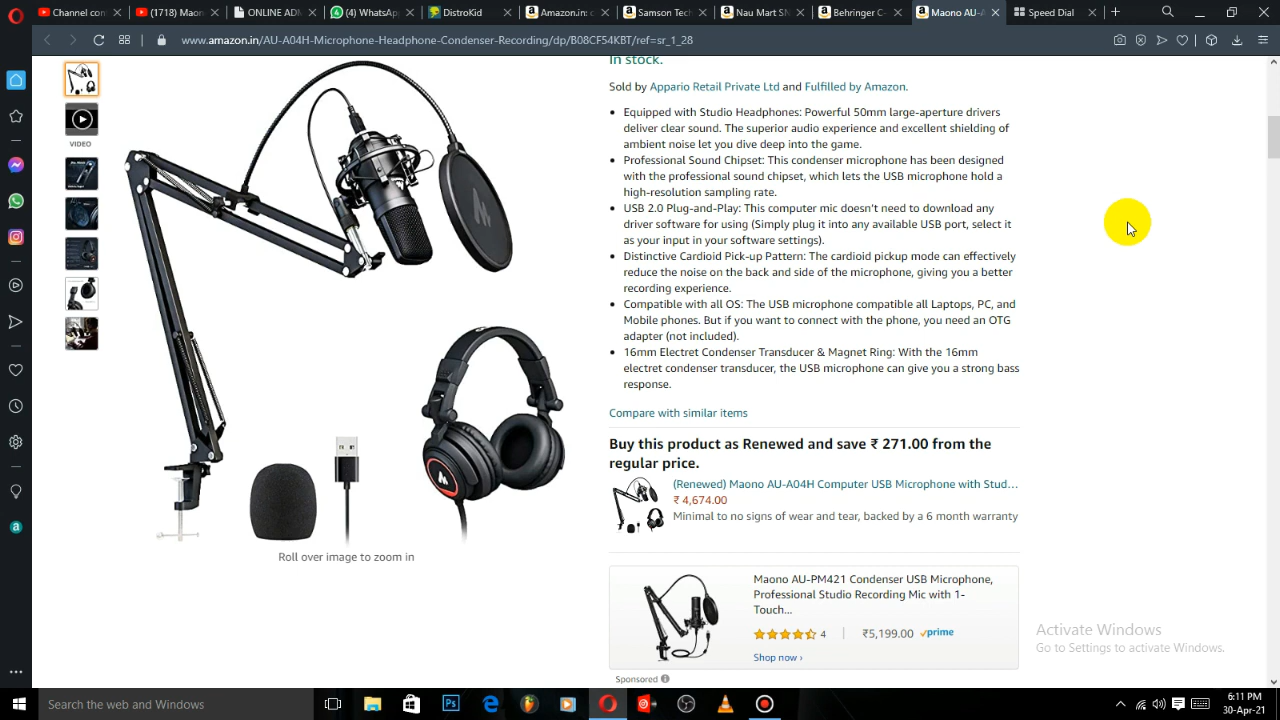 Channel con
(1718) Maon
ONLINE ADM
(4) WhatsAp
DistroKid
Amazon.in: c
Samson Tech
Nau Mart SM
Behringer C-
Maono AU-A
Speed Dial
www.amazon.in/AU-A04H-Microphone-Headphone-Condenser-Recording/dp/B08CF54KBT/ref=sr_1_28
In stock.
Sold by Appario Retail Private Ltd and Fulfilled by Amazon.
VIDEO
• Equipped with Studio Headphones: Powerful 50mm large-aperture drivers
deliver clear sound. The superior audio experience and excellent shielding of
ambient noise let you dive deep into the game.
• Professional Sound Chipset: This condenser microphone has been designed
with the professional sound chipset, which lets the USB microphone hold a
high-resolution sampling rate.
• USB 2.0 Plug-and-Play: This computer mic doesn't need to download any
driver software for using (Simply plug it into any available USB port, select it
as your input in your software settings).
• Distinctive Cardioid Pick-up Pattern: The cardioid pickup mode can effectively
reduce the noise on the back and side of the microphone, giving you a better
recording experience.
• Compatible with all OS: The USB microphone compatible all Laptops, PC, and
Mobile phones. But if you want to connect with the phone, you need an OTG
adapter (not included).
• 16mm Electret Condenser Transducer & Magnet Ring: With the 16mm
electret condenser transducer, the USB microphone can give you a strong bass
response.
Compare with similar items
Buy this product as Renewed and save ₹ 271.00 from the
regular price.
(Renewed) Maono AU-A04H Computer USB Microphone with Stud...
₹ 4,674.00
Minimal to no signs of wear and tear, backed by a 6 month warranty
Roll over image to zoom in
Maono AU-PM421 Condenser USB Microphone,
Professional Studio Recording Mic with 1-
Touch...
4 | ₹5,199.00 prime
Shop now ›
Sponsored
Activate Windows
Go to Settings to activate Windows.
Search the web and Windows
6:11 PM
30-Apr-21